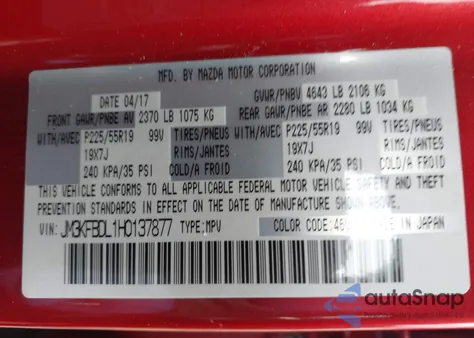 MFD. BY MAZDA MOTOR CORPORATION
DATE 04/17 GVWR/PNBV 4643 LB 2106 KG
FRONT GAWR/PNBE AV 2370 LB 1075 KG REAR GAWR/PNBE AR 2280 LB 1034 KG
WITH/AVEC P225/55R19 99V TIRES/PNEUS WITH/AVEC P225/55R19 99V TIRES/PNEUS
19X7J RIMS/JANTES 19X7J RIMS/JANTES
240 KPA/35 PSI COLD/A FROID 240 KPA/35 PSI COLD/A FROID
THIS VEHICLE CONFORMS TO ALL APPLICABLE FEDERAL MOTOR VEHICLE SAFETY, BUMPER, AND THEFT
PREVENTION STANDARDS IN EFFECT ON THE DATE OF MANUFACTURE SHOWN ABOVE.
VIN: JM3KFBDL1H0137877 TYPE:MPV COLOR CODE: IN JAPAN
autoSnap